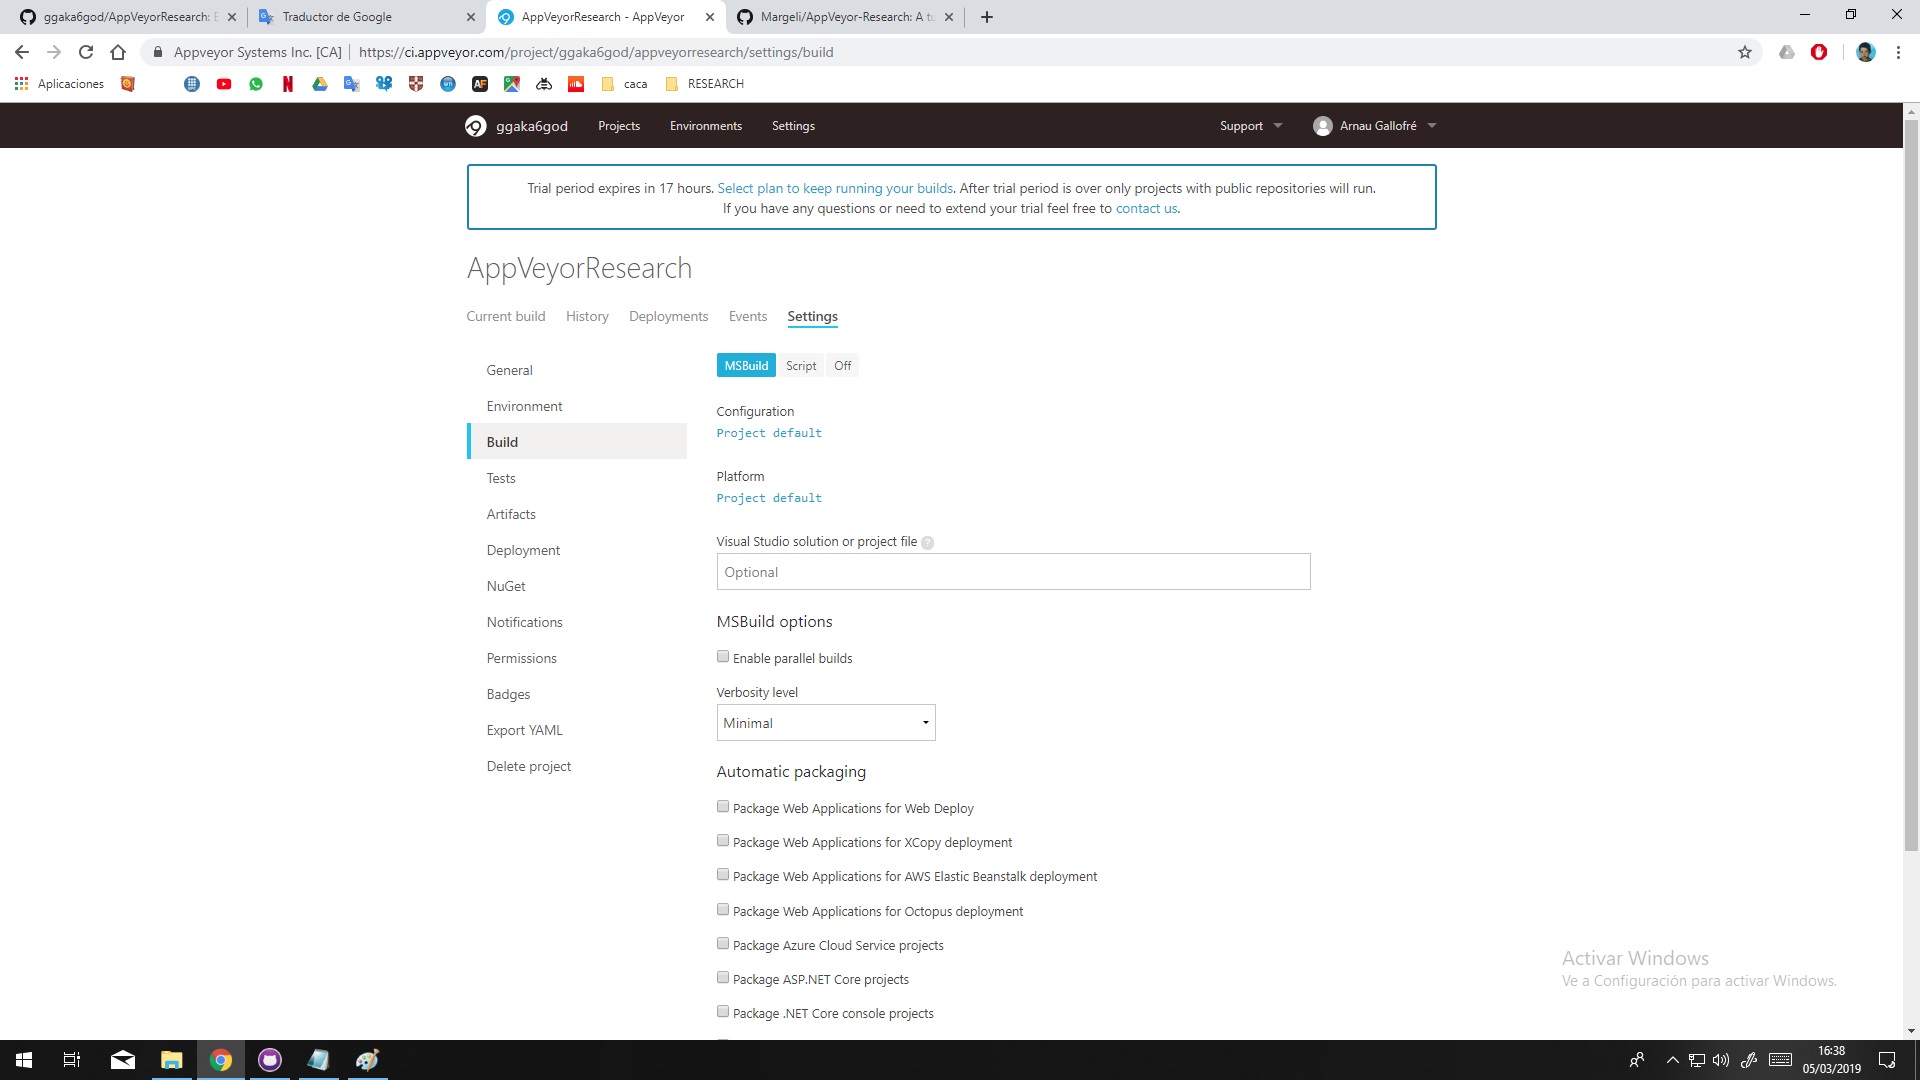 ggaka6god/AppVeyorResearch:
Traductor de Google
AppVeyorResearch - AppVeyor
Margeli/AppVeyor-Research: A tu
Appveyor Systems Inc. [CA]
https://ci.appveyor.com/project/ggaka6god/appveyorresearch/settings/build
Aplicaciones
caca
RESEARCH
ggaka6god
Projects
Environments
Settings
Support
Arnau Gallofré
Trial period expires in 17 hours. Select plan to keep running your builds. After trial period is over only projects with public repositories will run.
If you have any questions or need to extend your trial feel free to contact us.
AppVeyorResearch
Current build
History
Deployments
Events
Settings
General
Environment
Build
Tests
Artifacts
Deployment
NuGet
Notifications
Permissions
Badges
Export YAML
Delete project
MSBuild
Script
Off
Configuration
Project default
Platform
Project default
Visual Studio solution or project file ?
Optional
MSBuild options
Enable parallel builds
Verbosity level
Minimal
Automatic packaging
Package Web Applications for Web Deploy
Package Web Applications for XCopy deployment
Package Web Applications for AWS Elastic Beanstalk deployment
Package Web Applications for Octopus deployment
Package Azure Cloud Service projects
Package ASP.NET Core projects
Package .NET Core console projects
Activar Windows
Ve a Configuración para activar Windows.
16:38
05/03/2019